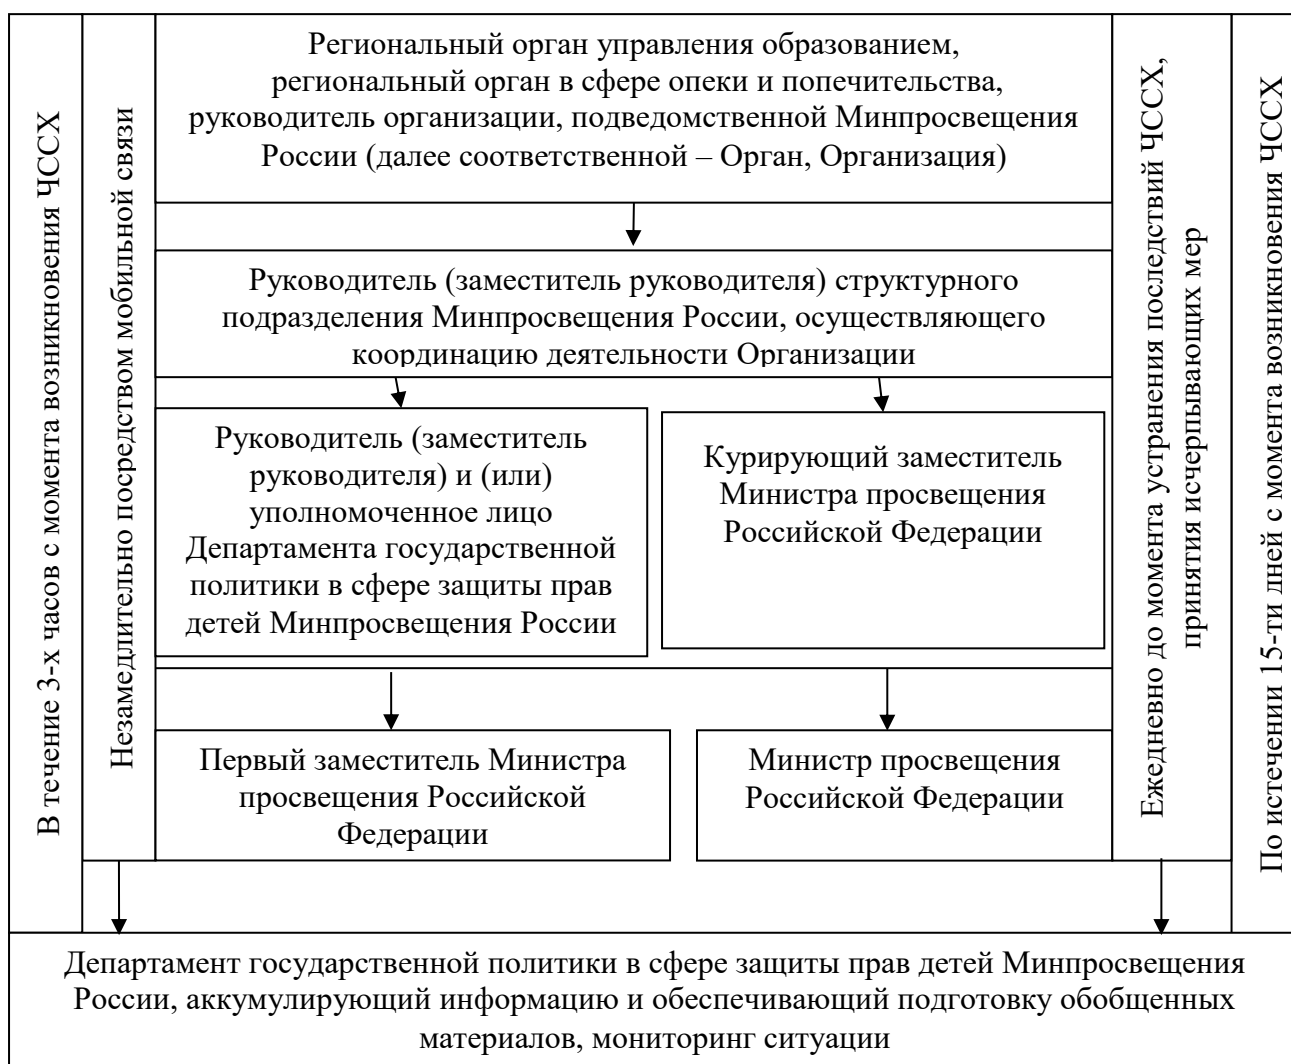 В течение 3-х часов с момента возникновения ЧССХ
Незамедлительно посредством мобильной связи
Региональный орган управления образованием,
региональный орган в сфере опеки и попечительства,
руководитель организации, подведомственной Минпросвещения
России (далее соответственной – Орган, Организация)
Руководитель (заместитель руководителя) структурного
подразделения Минпросвещения России, осуществляющего
координацию деятельности Организации
Руководитель (заместитель
руководителя) и (или)
уполномоченное лицо
Департамента государственной
политики в сфере защиты прав
детей Минпросвещения России
Курирующий заместитель
Министра просвещения
Российской Федерации
Первый заместитель Министра
просвещения Российской
Федерации
Министр просвещения
Российской Федерации
Ежедневно до момента устранения последствий ЧССХ,
принятия исчерпывающих мер
По истечении 15-ти дней с момента возникновения ЧССХ
Департамент государственной политики в сфере защиты прав детей Минпросвещения
России, аккумулирующий информацию и обеспечивающий подготовку обобщенных
материалов, мониторинг ситуации